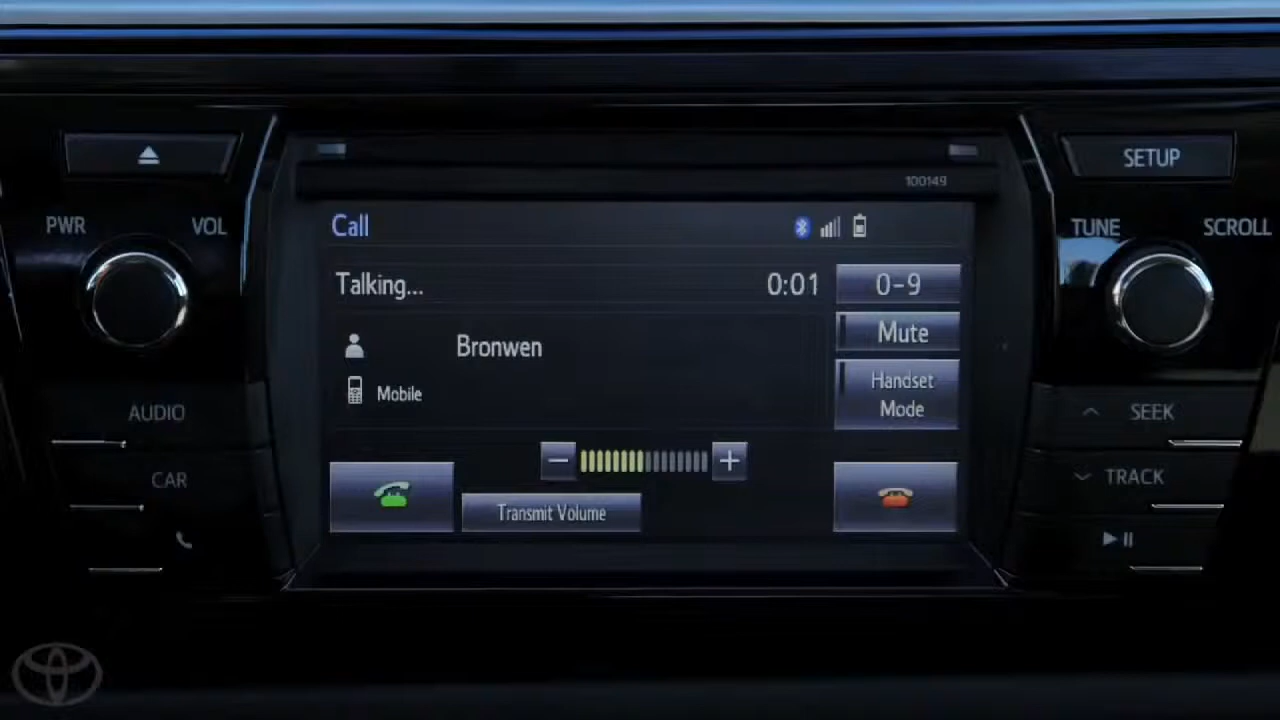 SETUP
100149
PWR
VOL
Call
TUNE
SCROLL
Talking...
0:01
0-9
Mute
Bronwen
Handset
Mode
Mobile
AUDIO
SEEK
CAR
TRACK
− +
Transmit Volume